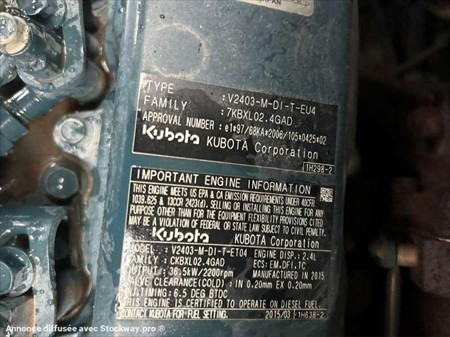 TYPE :V2403-M-DI-T-EU4
FAMILY :7KBXL02.4GAD
APPROVAL NUMBER :e1*97/68KA*2006/105*0425*02
Kubota KUBOTA Corporation
1H298-2
IMPORTANT ENGINE INFORMATION
THIS ENGINE MEETS US EPA & CA EMISSION REQUIREMENTS UNDER 40CFR
1039.625 & 13CCR 2423(d). SELLING OR INSTALLING THIS ENGINE FOR ANY
PURPOSE OTHER THAN FOR THE EQUIPMENT FLEXIBILITY PROVISIONS CITED
MAY BE A VIOLATION OF FEDERAL OR STATE LAW SUBJECT TO CIVIL PENALTY.
Kubota KUBOTA Corporation
MODEL :V2403-M-DI-T-ET04 ENGINE DISP.:2.4L
FAMILY :CKBXL02.4GAD ECS:EM,DFI,TC
OUTPUT :36.5kW/2200rpm MANUFACTURED IN 2015
VALVE CLEARANCE(COLD):IN 0.20mm EX 0.20mm
INJ.TIMING:6.5 DEG BTDC
THIS ENGINE IS CERTIFIED TO OPERATE ON DIESEL FUEL.
CONTACT KUBOTA FOR FUEL SETTING. 2015/03 1H638-2
Annonce diffusée avec Stockway.pro ®